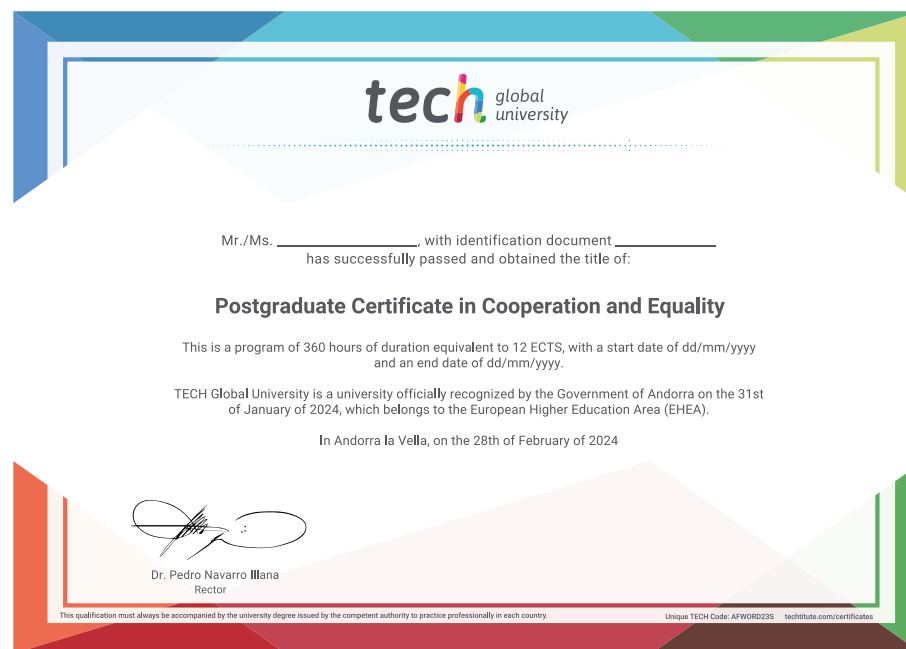 tech global university
Mr./Ms. ____________, with identification document ____________
has successfully passed and obtained the title of:
Postgraduate Certificate in Cooperation and Equality
This is a program of 360 hours of duration equivalent to 12 ECTS, with a start date of dd/mm/yyyy
and an end date of dd/mm/yyyy.
TECH Global University is a university officially recognized by the Government of Andorra on the 31st
of January of 2024, which belongs to the European Higher Education Area (EHEA).
In Andorra la Vella, on the 28th of February of 2024
Dr. Pedro Navarro Illana
Rector
This qualification must always be accompanied by the university degree issued by the competent authority to practice professionally in each country.
Unique TECH Code: AFWORD23S techtitute.com/certificates